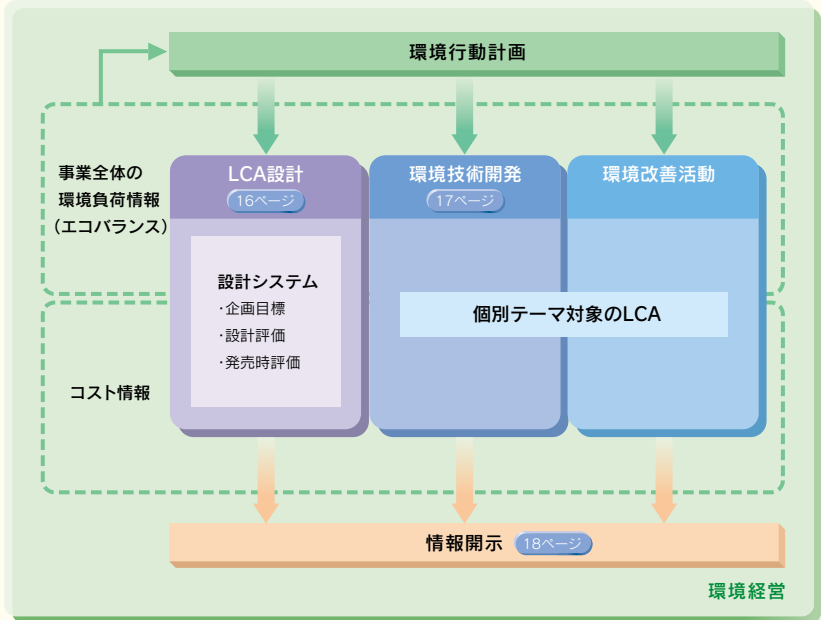 環境行動計画
事業全体の
環境負荷情報
（エコバランス）
LCA設計
16ページ
環境技術開発
17ページ
環境改善活動
設計システム
・企画目標
・設計評価
・発売時評価
個別テーマ対象のLCA
コスト情報
情報開示 18ページ
環境経営